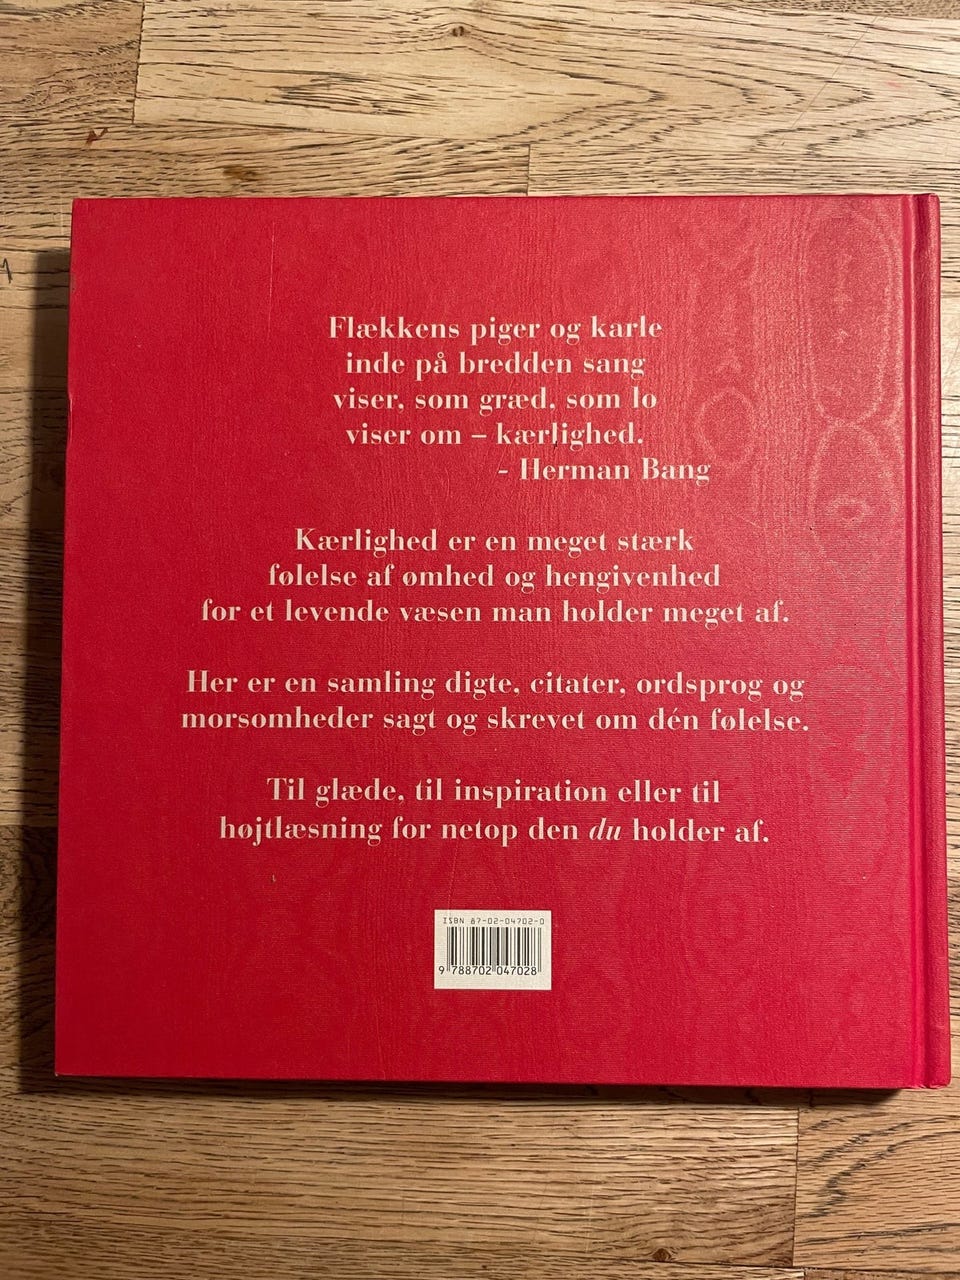 Flækkens piger og karle
inde på bredden sang
viser, som græd, som lo
viser om – kærlighed.
- Herman Bang
Kærlighed er en meget stærk
følelse af ømhed og hengivenhed
for et levende væsen man holder meget af.
Her er en samling digte, citater, ordsprog og
morsomheder sagt og skrevet om dén følelse.
Til glæde, til inspiration eller til
højtlæsning for netop den du holder af.
ISBN 87-02-04702-0
9 788702 047028